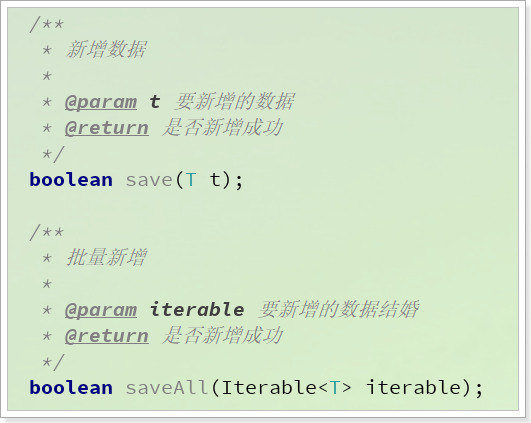 /**
 * 新增数据
 *
 * @param t 要新增的数据
 * @return 是否新增成功
 */
boolean save(T t);
/**
 * 批量新增
 *
 * @param iterable 要新增的数据结婚
 * @return 是否新增成功
 */
boolean saveAll(Iterable<T> iterable);